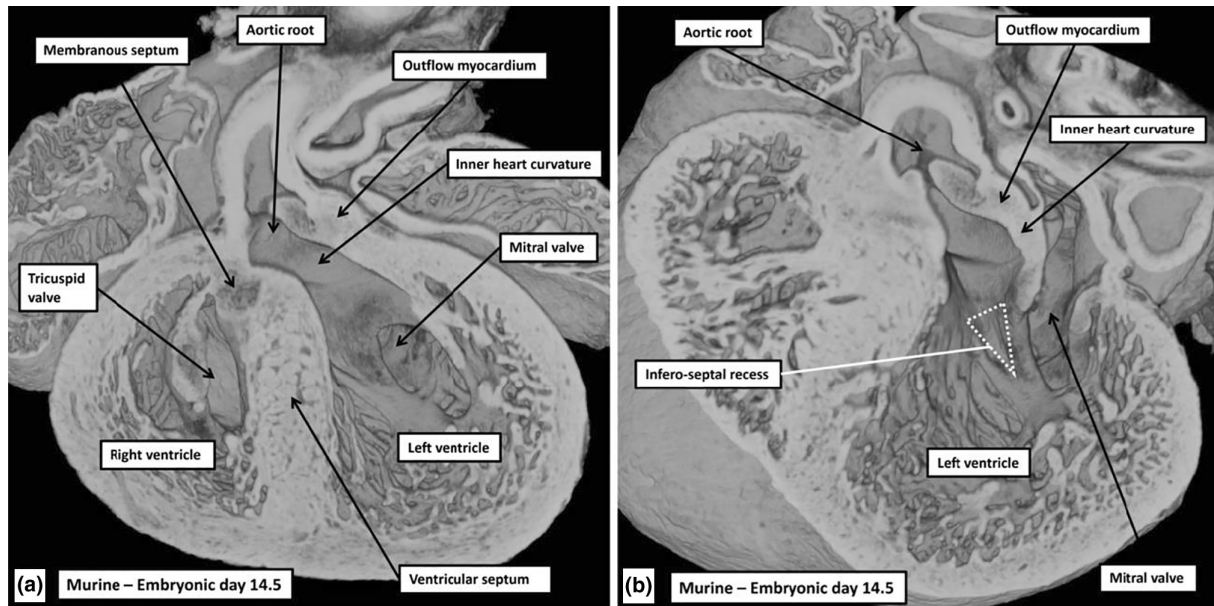 Aortic root
Membranous septum
Outflow myocardium
Inner heart curvature
Mitral valve
Tricuspid
valve
Right ventricle
Left ventricle
Ventricular septum
(a)
Murine – Embryonic day 14.5
Aortic root
Outflow myocardium
Inner heart curvature
Infero-septal recess
Left ventricle
Mitral valve
(b)
Murine – Embryonic day 14.5